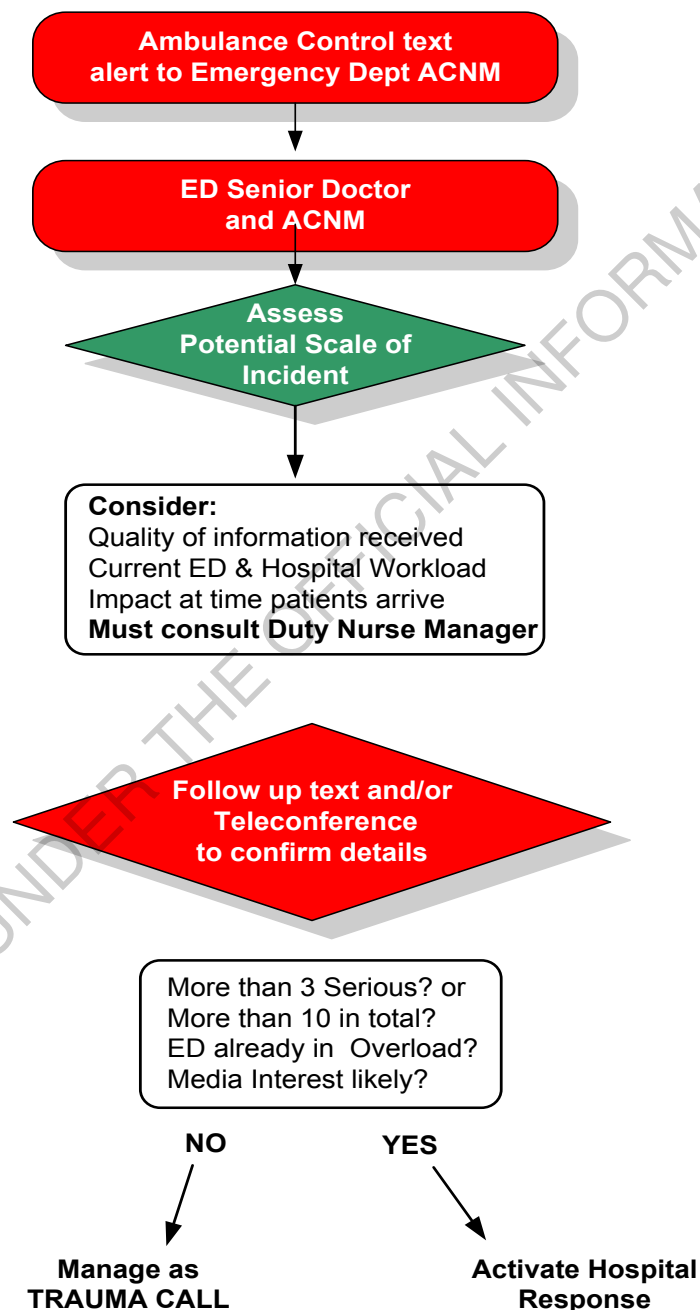 Ambulance Control text
alert to Emergency Dept ACNM
ED Senior Doctor
and ACNM
Assess
Potential Scale of
Incident
Consider:
Quality of information received
Current ED & Hospital Workload
Impact at time patients arrive
Must consult Duty Nurse Manager
Follow up text and/or
Teleconference
to confirm details
More than 3 Serious? or
More than 10 in total?
ED already in Overload?
Media Interest likely?
NO YES
Manage as
TRAUMA CALL
Activate Hospital
Response
UNDER THE OFFICIAL